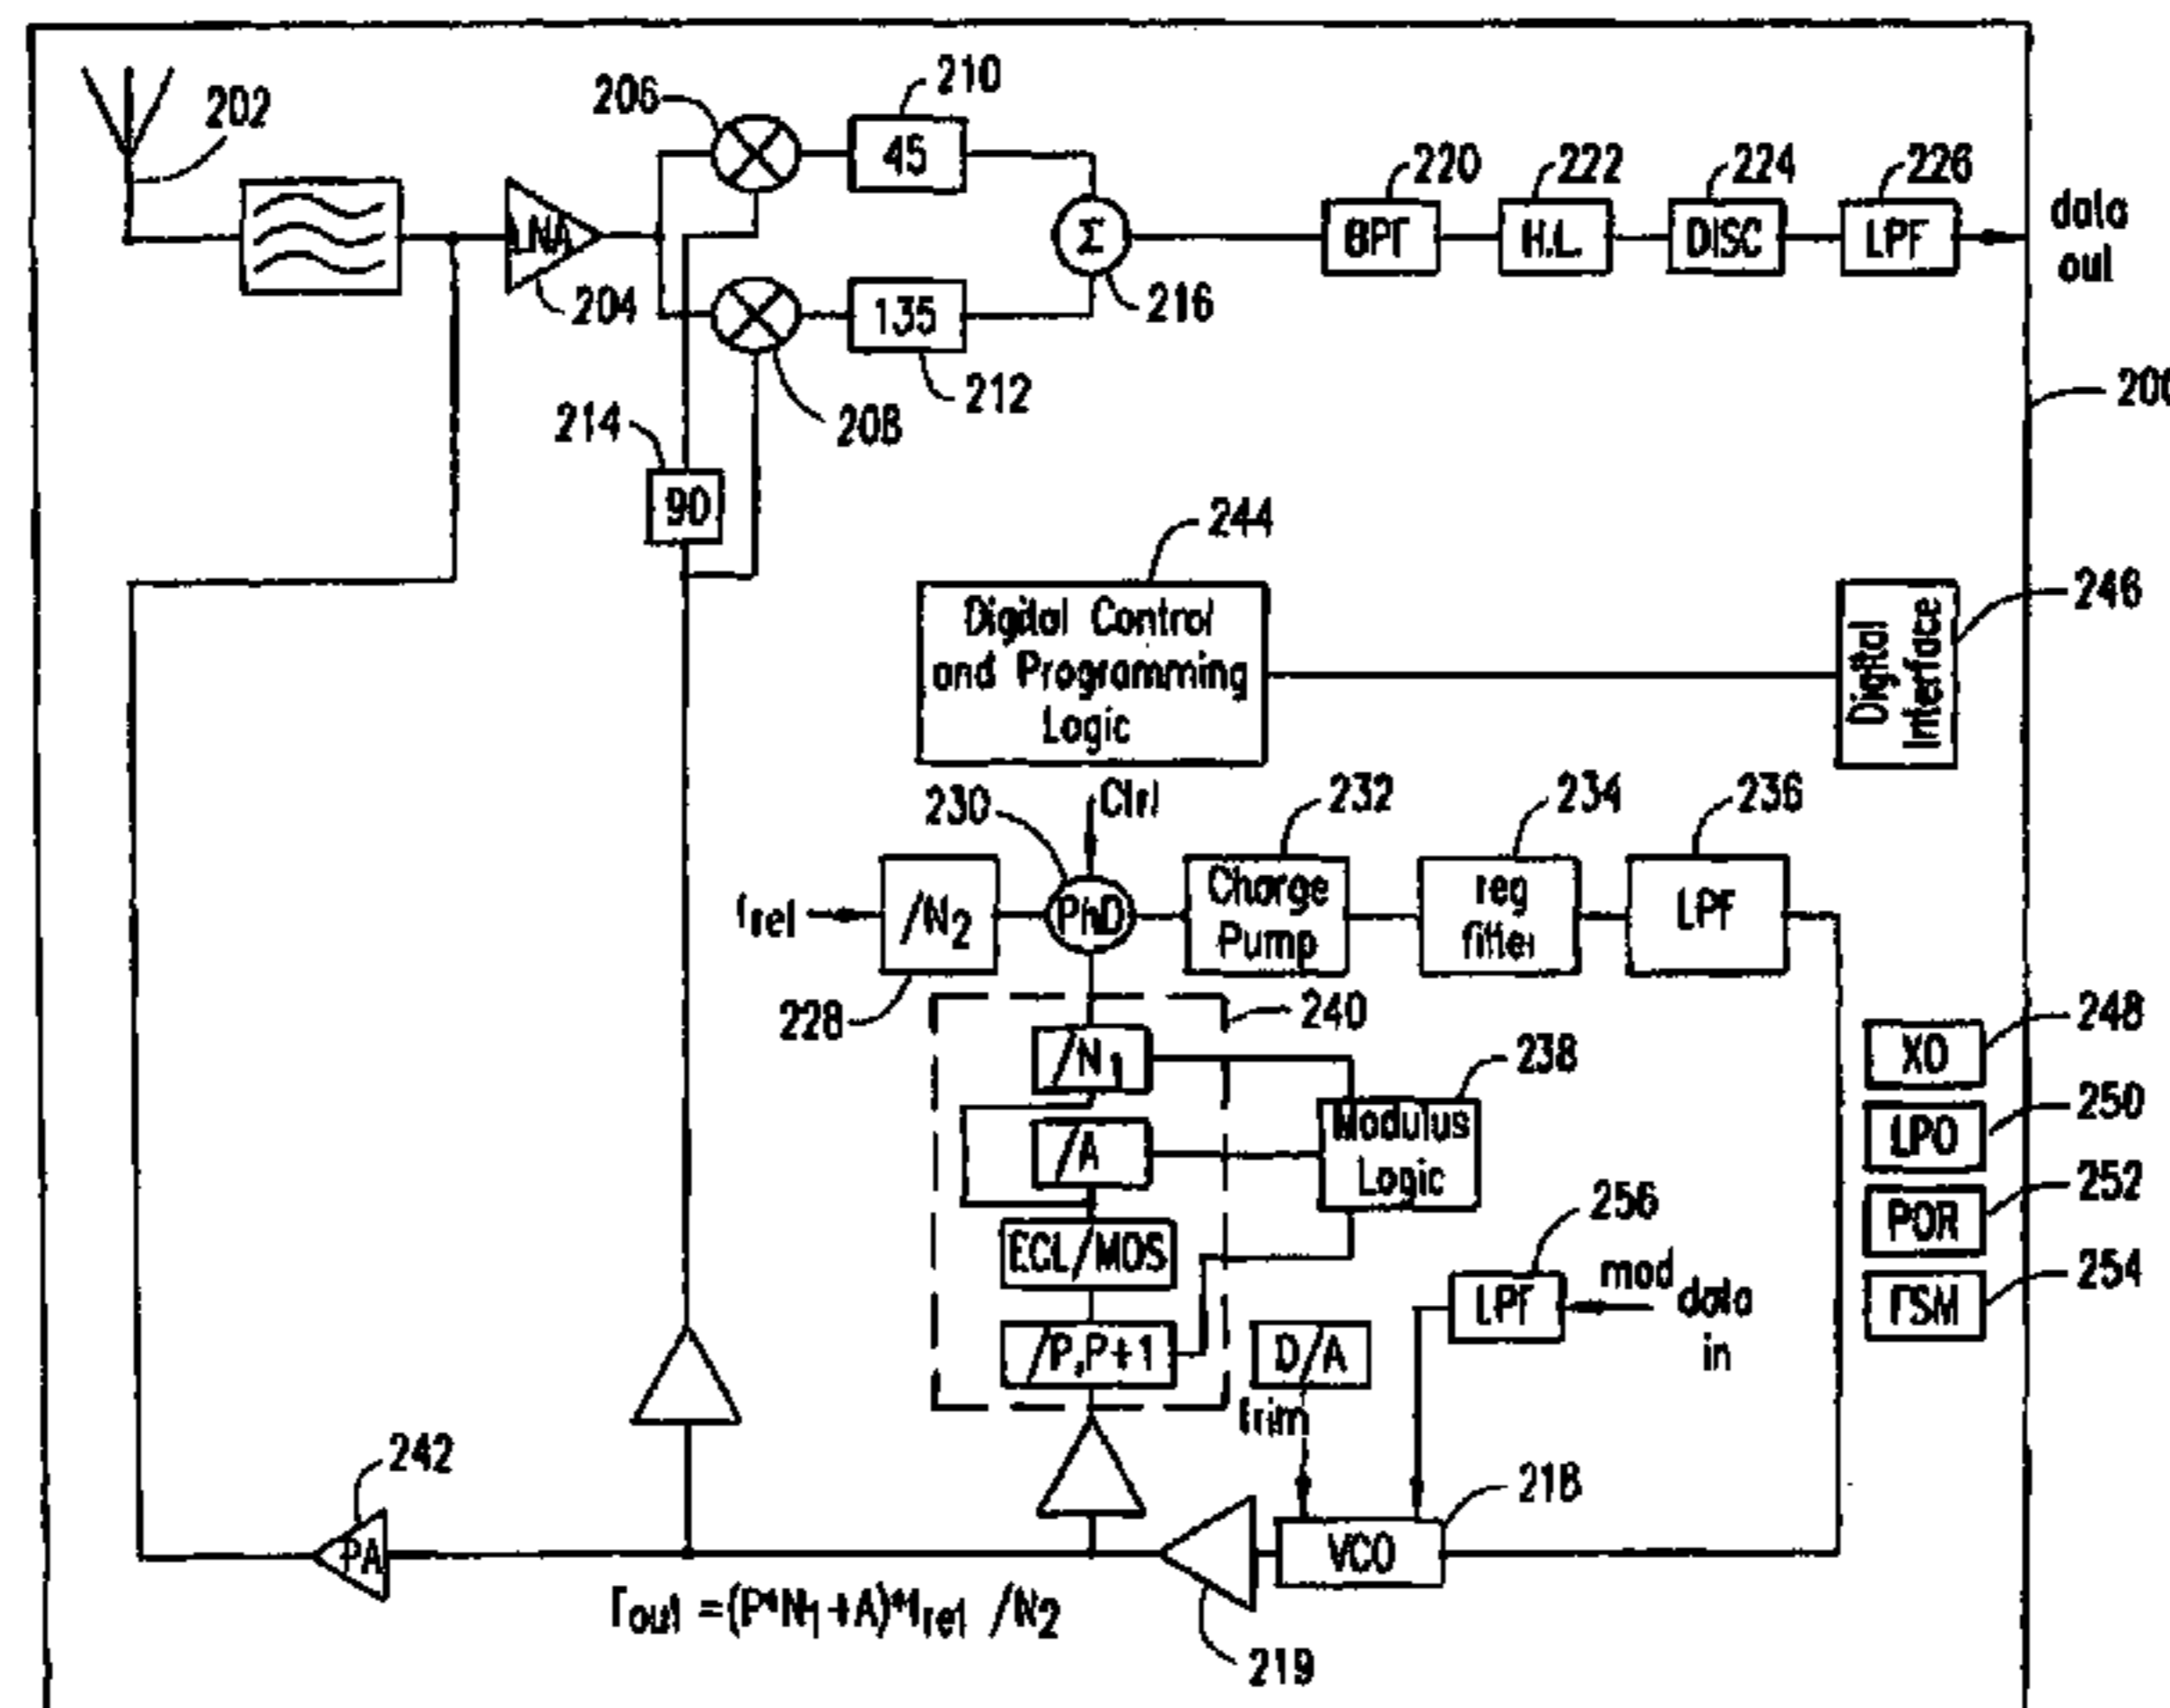 210
206
202
45
220
222
224
226
LNA
Σ
BPF
H.L.
DISC
LPF
data
out
204
216
135
212
200
214
208
90
244
246
Digital Control
and Programming
Logic
Digital
Interface
230
Ctrl
232
234
236
fref
/N2
PhD
Charge
Pump
reg
filter
LPF
228
240
248
/N1
238
XO
Modulus
Logic
250
/A
LPO
256
252
POR
ECL/MOS
mod data
in
LPF
254
FSM
/P,P+1
D/A
trim
242
218
PA
VCO
Fout =(P*N1+A)*fref /N2
219